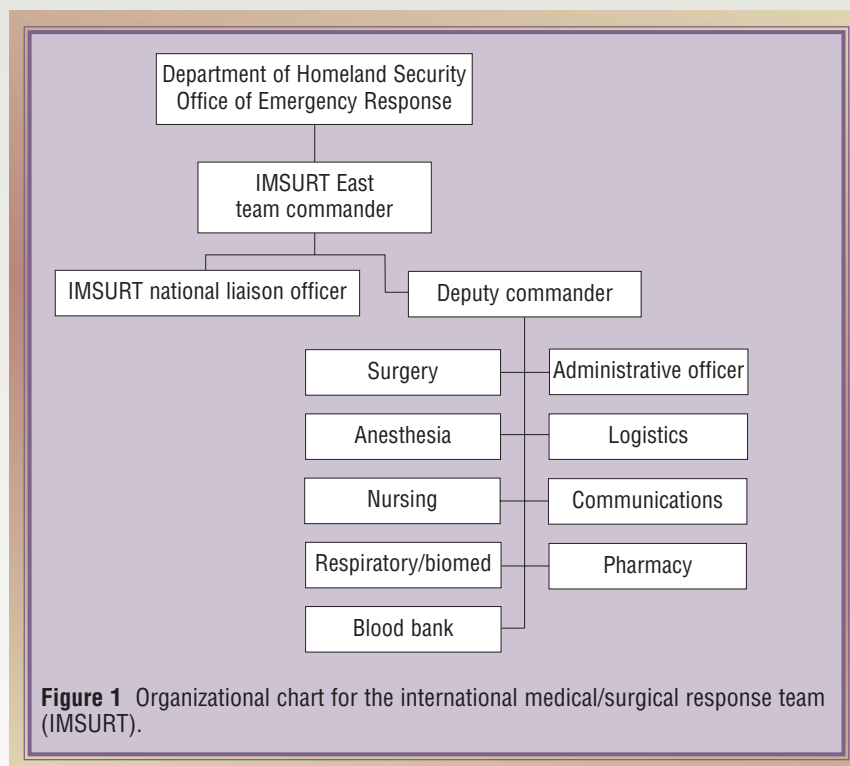 Department of Homeland Security
Office of Emergency Response
IMSURT East
team commander
IMSURT national liaison officer
Deputy commander
Surgery
Administrative officer
Anesthesia
Logistics
Nursing
Communications
Respiratory/biomed
Pharmacy
Blood bank
Figure 1 Organizational chart for the international medical/surgical response team
(IMSURT).